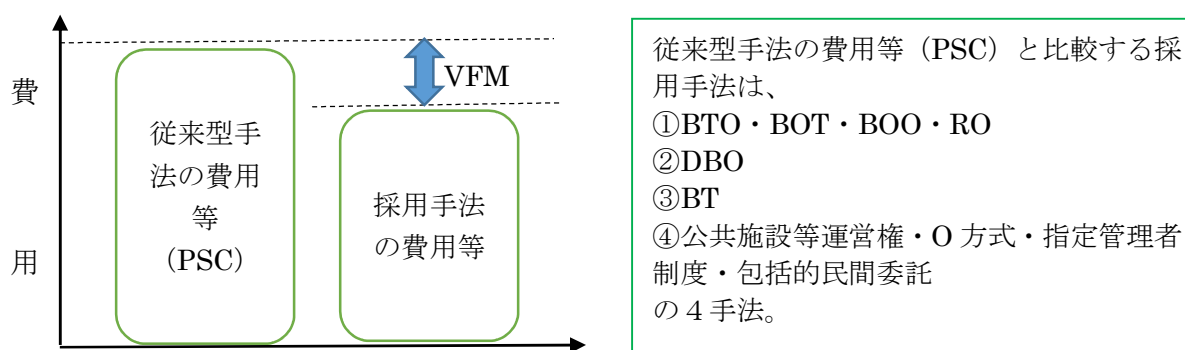 費
用
従来型手
法の費用
等
（PSC）
VFM
採用手法
の費用等
従来型手法の費用等（PSC）と比較する採
用手法は、
①BTO・BOT・BOO・RO
②DBO
③BT
④公共施設等運営権・O 方式・指定管理者
制度・包括的民間委託
の４手法。